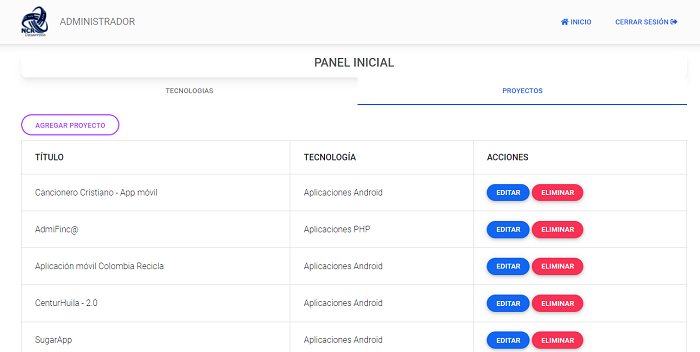 NCR
Desarrollo
ADMINISTRADOR
INICIO
CERRAR SESIÓN
PANEL INICIAL
TECNOLOGIAS
PROYECTOS
AGREGAR PROYECTO
TÍTULO TECNOLOGÍA ACCIONES
Cancionero Cristiano - App móvil Aplicaciones Android EDITAR ELIMINAR
AdmiFinc@ Aplicaciones PHP EDITAR ELIMINAR
Aplicación móvil Colombia Recicla Aplicaciones Android EDITAR ELIMINAR
CenturHuila - 2.0 Aplicaciones Android EDITAR ELIMINAR
SugarApp Aplicaciones Android EDITAR ELIMINAR